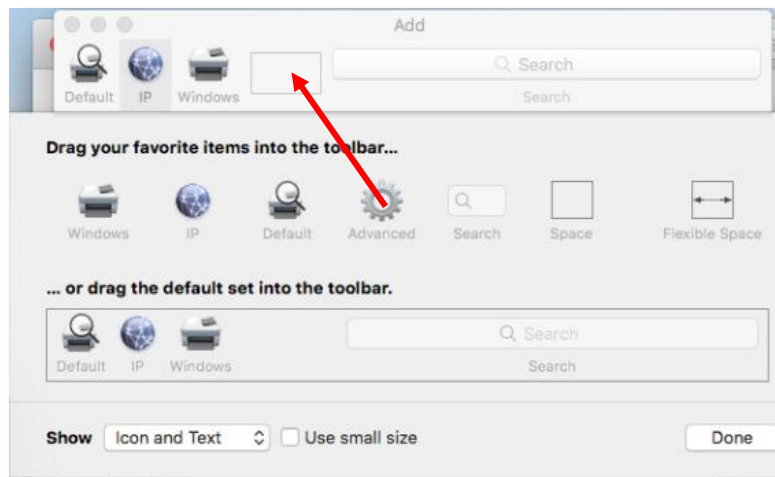 Add
Search
Default IP Windows Search
Drag your favorite items into the toolbar...
Search
Windows IP Default Advanced Search Space Flexible Space
... or drag the default set into the toolbar.
Search
Default IP Windows Search
Show Icon and Text Use small size Done